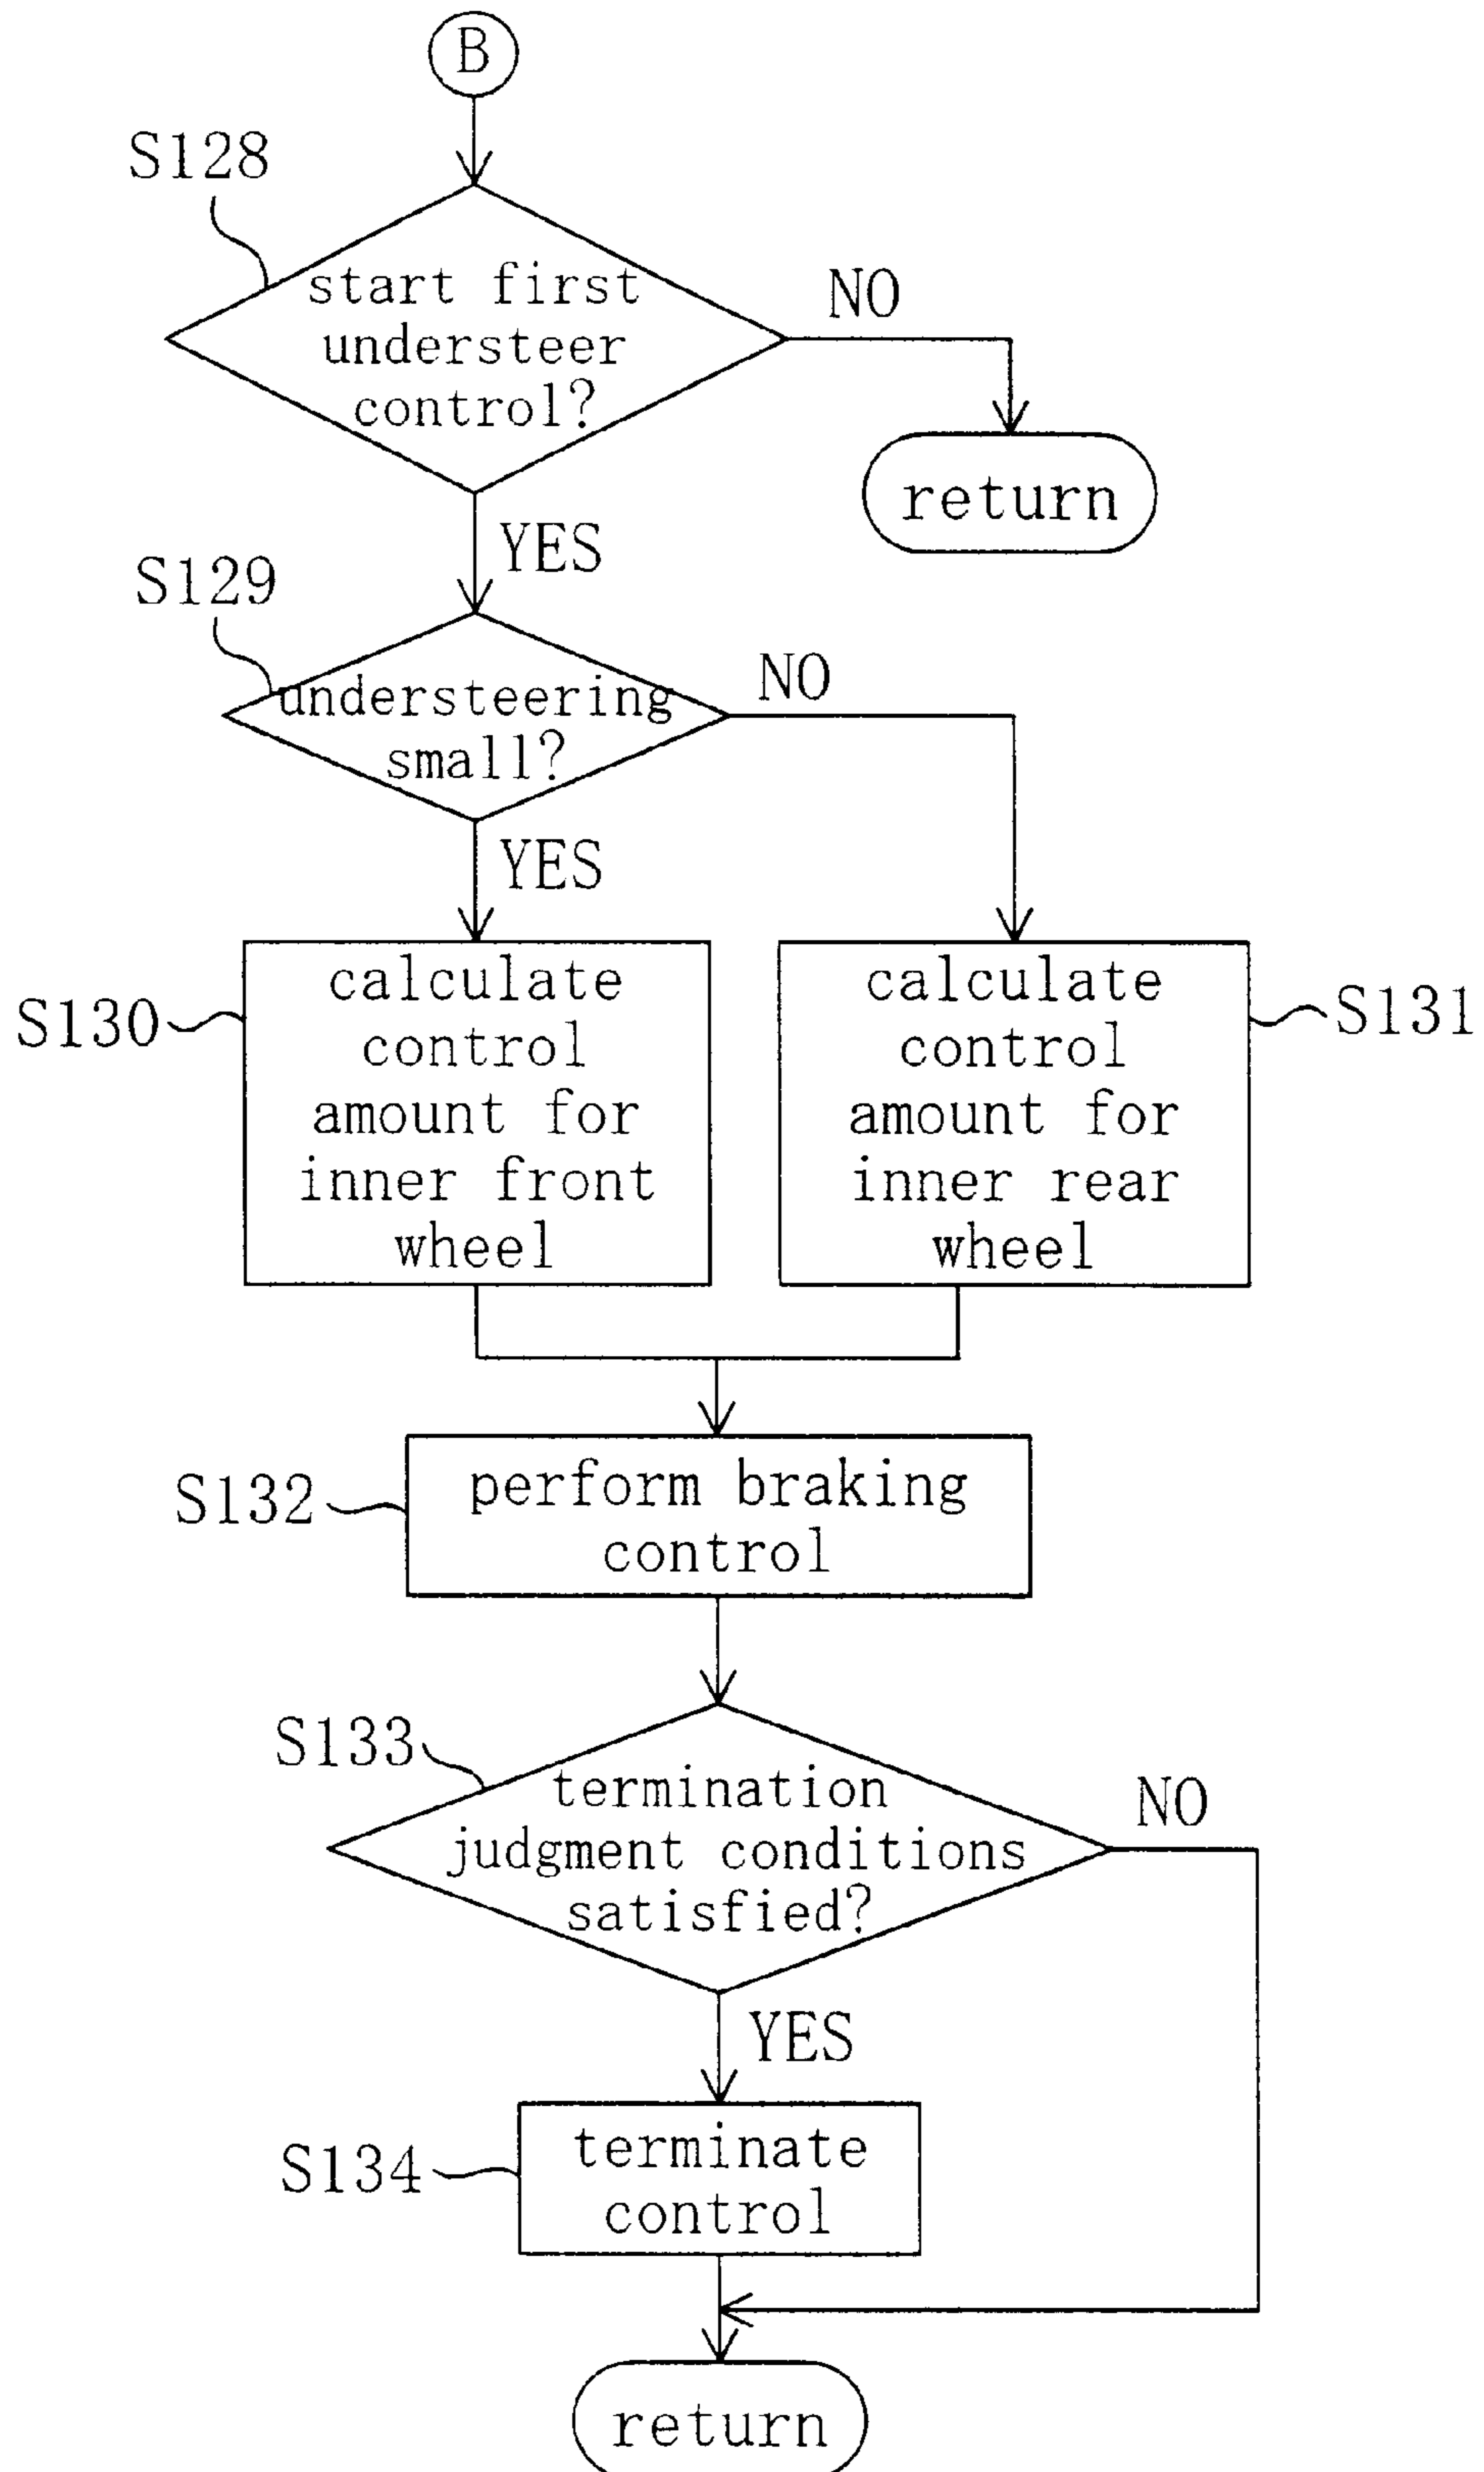 B
S128
start first
understeer
control?
NO
return
YES
S129
understeering
small?
NO
YES
S130
calculate
control
amount for
inner front
wheel
calculate
control
amount for
inner rear
wheel
S131
S132
perform braking
control
S133
termination
judgment conditions
satisfied?
NO
YES
S134
terminate
control
return